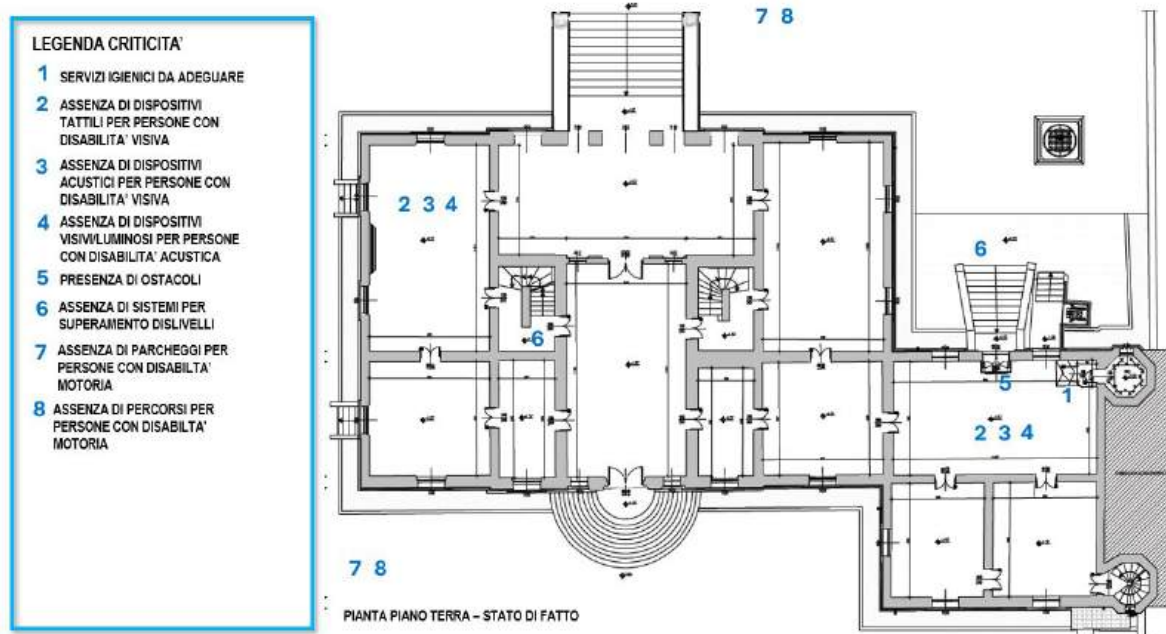 LEGENDA CRITICITA'
1 SERVIZI IGIENICI DA ADEGUARE
2 ASSENZA DI DISPOSITIVI
TATTILI PER PERSONE CON
DISABILITA' VISIVA
3 ASSENZA DI DISPOSITIVI
ACUSTICI PER PERSONE CON
DISABILITA' VISIVA
4 ASSENZA DI DISPOSITIVI
VISIVI/LUMINOSI PER PERSONE
CON DISABILITA' ACUSTICA
5 PRESENZA DI OSTACOLI
6 ASSENZA DI SISTEMI PER
SUPERAMENTO DISLIVELLI
7 ASSENZA DI PARCHEGGI PER
PERSONE CON DISABILTA'
MOTORIA
8 ASSENZA DI PERCORSI PER
PERSONE CON DISABILTA'
MOTORIA
7 8
2 3 4
6
6
5
1
2 3 4
7 8
PIANTA PIANO TERRA – STATO DI FATTO